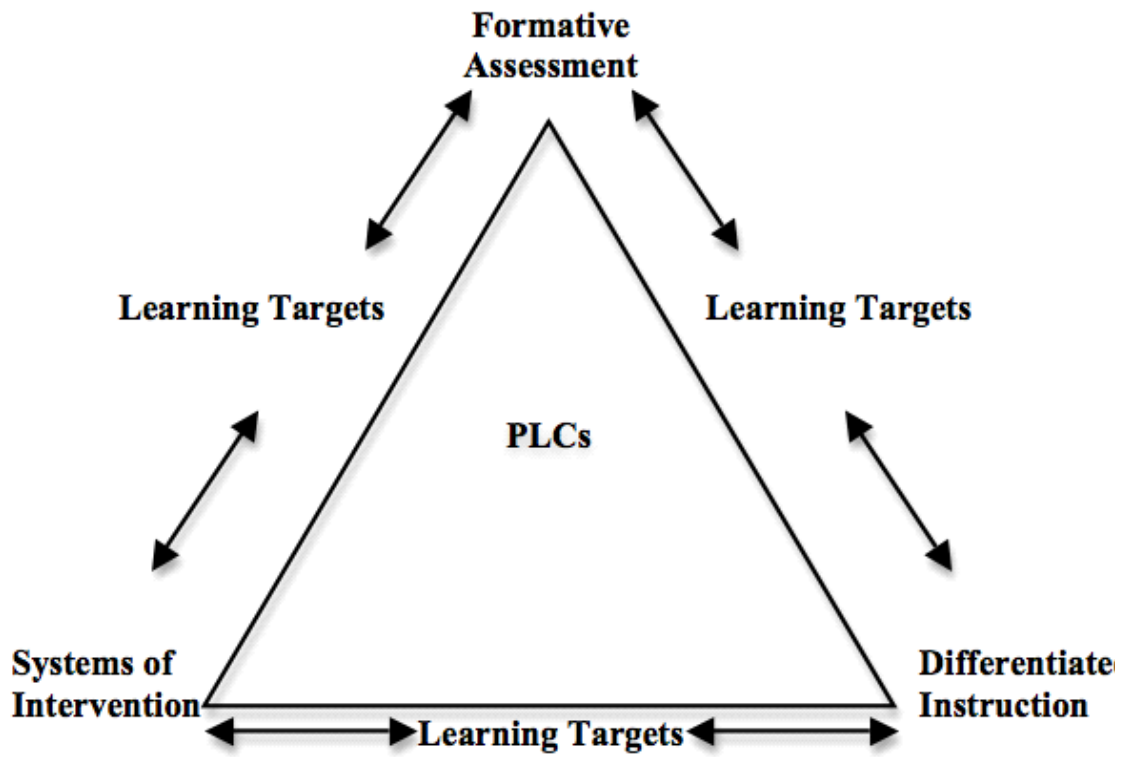 Formative
Assessment
Learning Targets
Learning Targets
PLCs
Systems of
Intervention
Differentiate
Instruction
Learning Targets